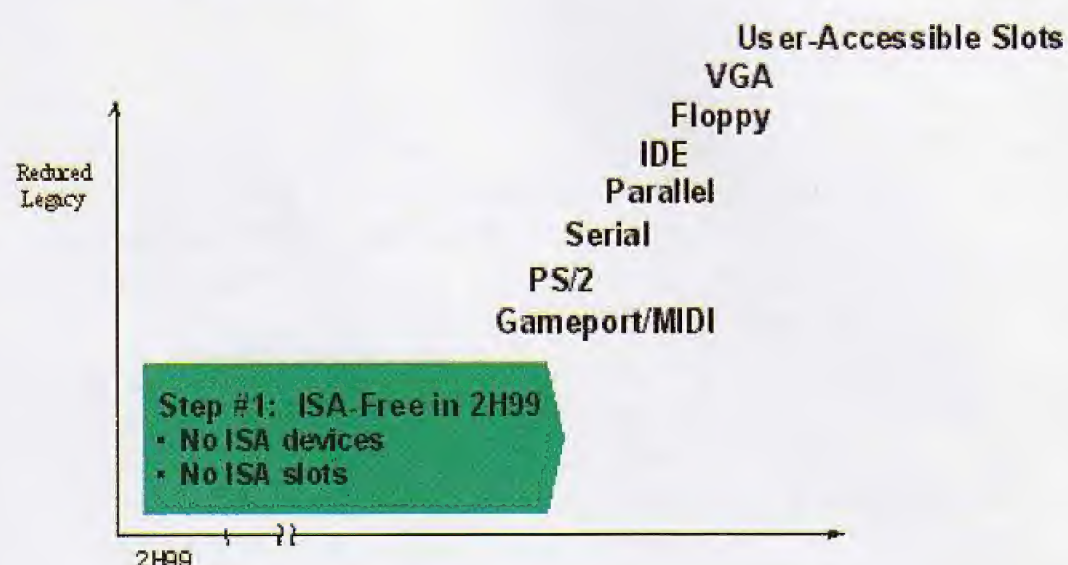 User-Accessible Slots
VGA
Floppy
IDE
Parallel
Serial
PS/2
Gameport/MIDI
Reduced
Legacy
Step #1: ISA-Free in 2H99
▪ No ISA devices
▪ No ISA slots
2H99